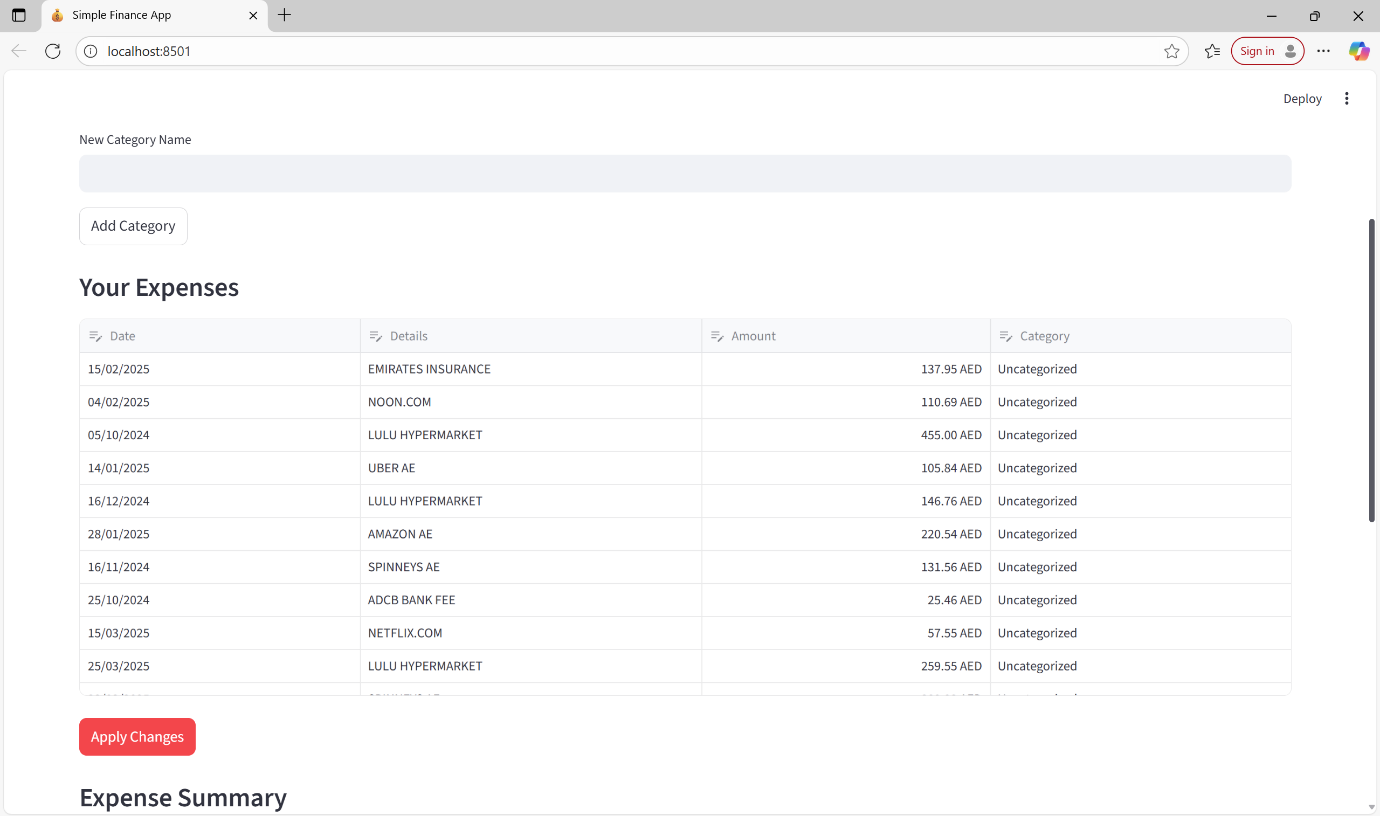 Simple Finance App
localhost:8501
Sign in
Deploy
New Category Name
Add Category
Your Expenses
Date Details Amount Category
15/02/2025 EMIRATES INSURANCE 137.95 AED Uncategorized
04/02/2025 NOON.COM 110.69 AED Uncategorized
05/10/2024 LULU HYPERMARKET 455.00 AED Uncategorized
14/01/2025 UBER AE 105.84 AED Uncategorized
16/12/2024 LULU HYPERMARKET 146.76 AED Uncategorized
28/01/2025 AMAZON AE 220.54 AED Uncategorized
16/11/2024 SPINNEYS AE 131.56 AED Uncategorized
25/10/2024 ADCB BANK FEE 25.46 AED Uncategorized
15/03/2025 NETFLIX.COM 57.55 AED Uncategorized
25/03/2025 LULU HYPERMARKET 259.55 AED Uncategorized
Apply Changes
Expense Summary